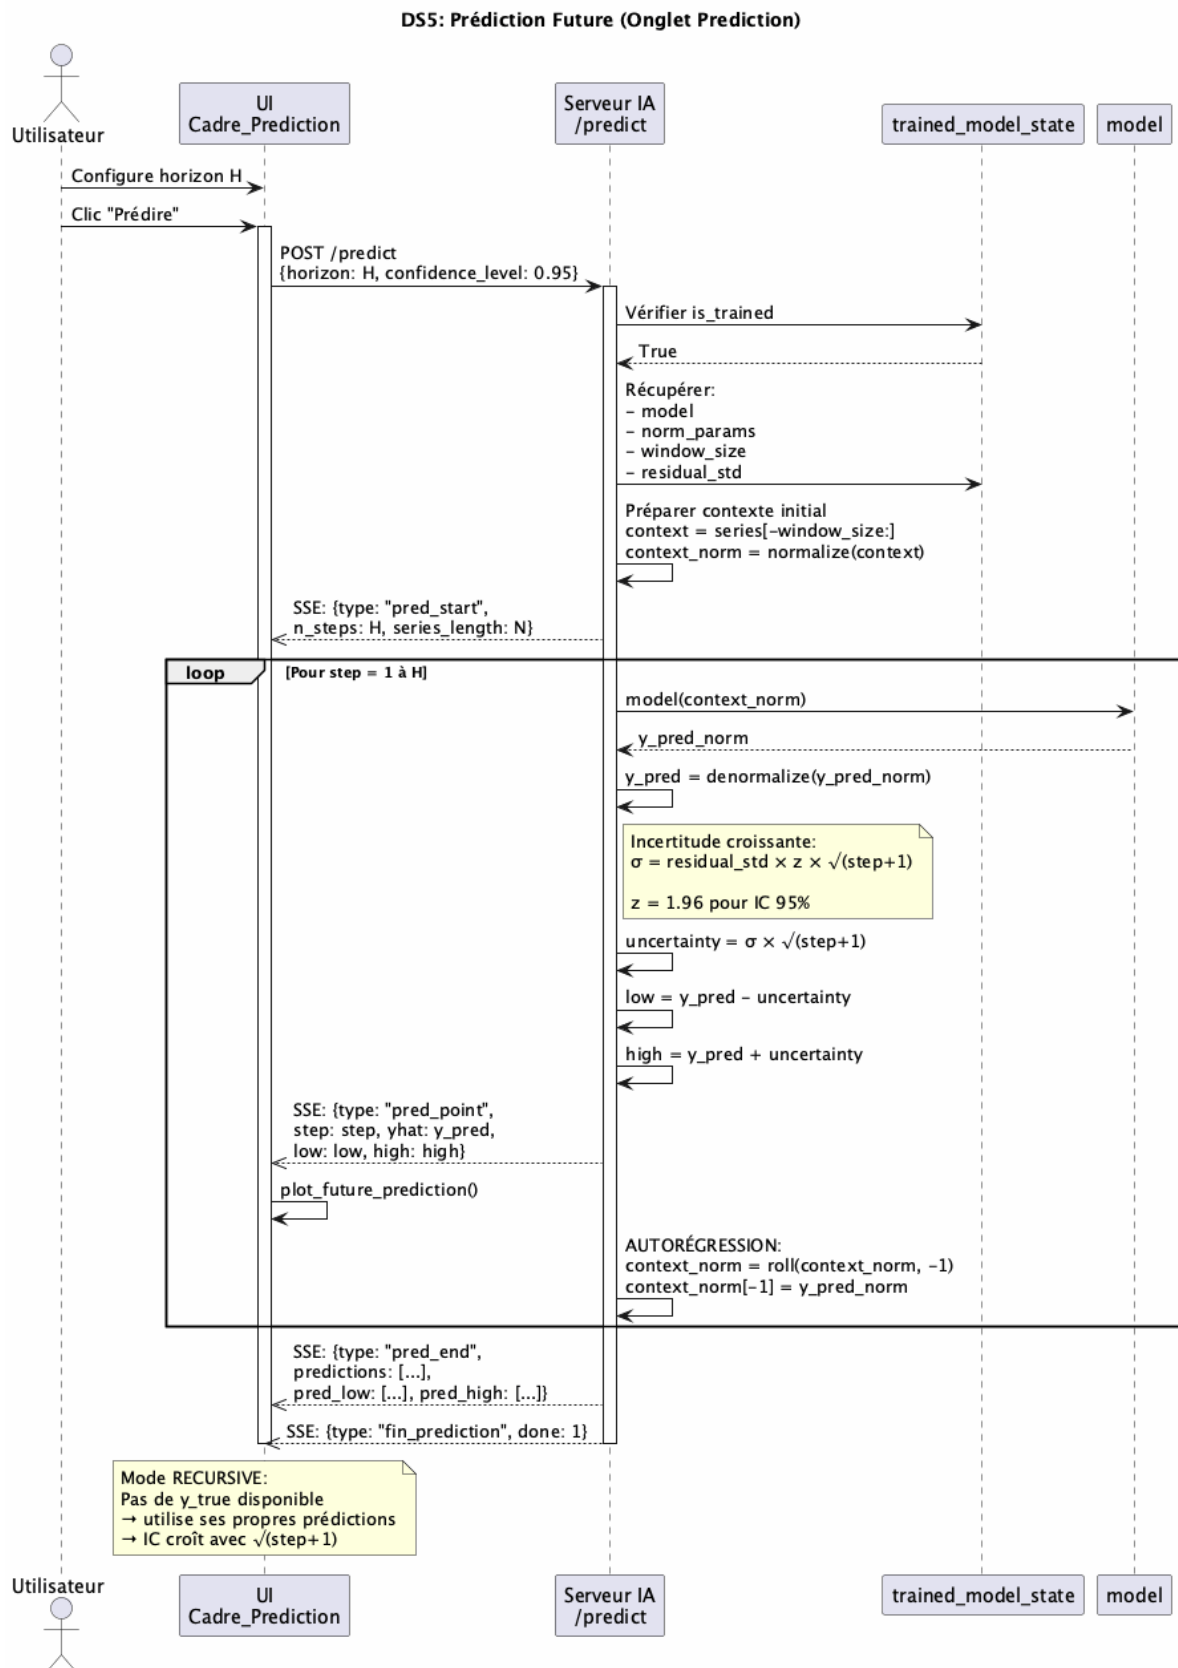 DS5: Prédiction Future (Onglet Prediction)
Utilisateur
UI
Cadre_Prediction
Serveur IA
/predict
trained_model_state
model
Configure horizon H
Clic "Prédire"
POST /predict
{horizon: H, confidence_level: 0.95}
Vérifier is_trained
True
Récupérer:
- model
- norm_params
- window_size
- residual_std
Préparer contexte initial
context = series[-window_size:]
context_norm = normalize(context)
SSE: {type: "pred_start",
n_steps: H, series_length: N}
loop
[Pour step = 1 à H]
model(context_norm)
y_pred_norm
y_pred = denormalize(y_pred_norm)
Incertitude croissante:
σ = residual_std × z × √(step+1)
z = 1.96 pour IC 95%
uncertainty = σ × √(step+1)
low = y_pred - uncertainty
high = y_pred + uncertainty
SSE: {type: "pred_point",
step: step, yhat: y_pred,
low: low, high: high}
plot_future_prediction()
AUTORÉGRESSION:
context_norm = roll(context_norm, -1)
context_norm[-1] = y_pred_norm
SSE: {type: "pred_end",
predictions: [...],
pred_low: [...], pred_high: [...]}
SSE: {type: "fin_prediction", done: 1}
Mode RECURSIVE:
Pas de y_true disponible
→ utilise ses propres prédictions
→ IC croît avec √(step+1)
Utilisateur
UI
Cadre_Prediction
Serveur IA
/predict
trained_model_state
model